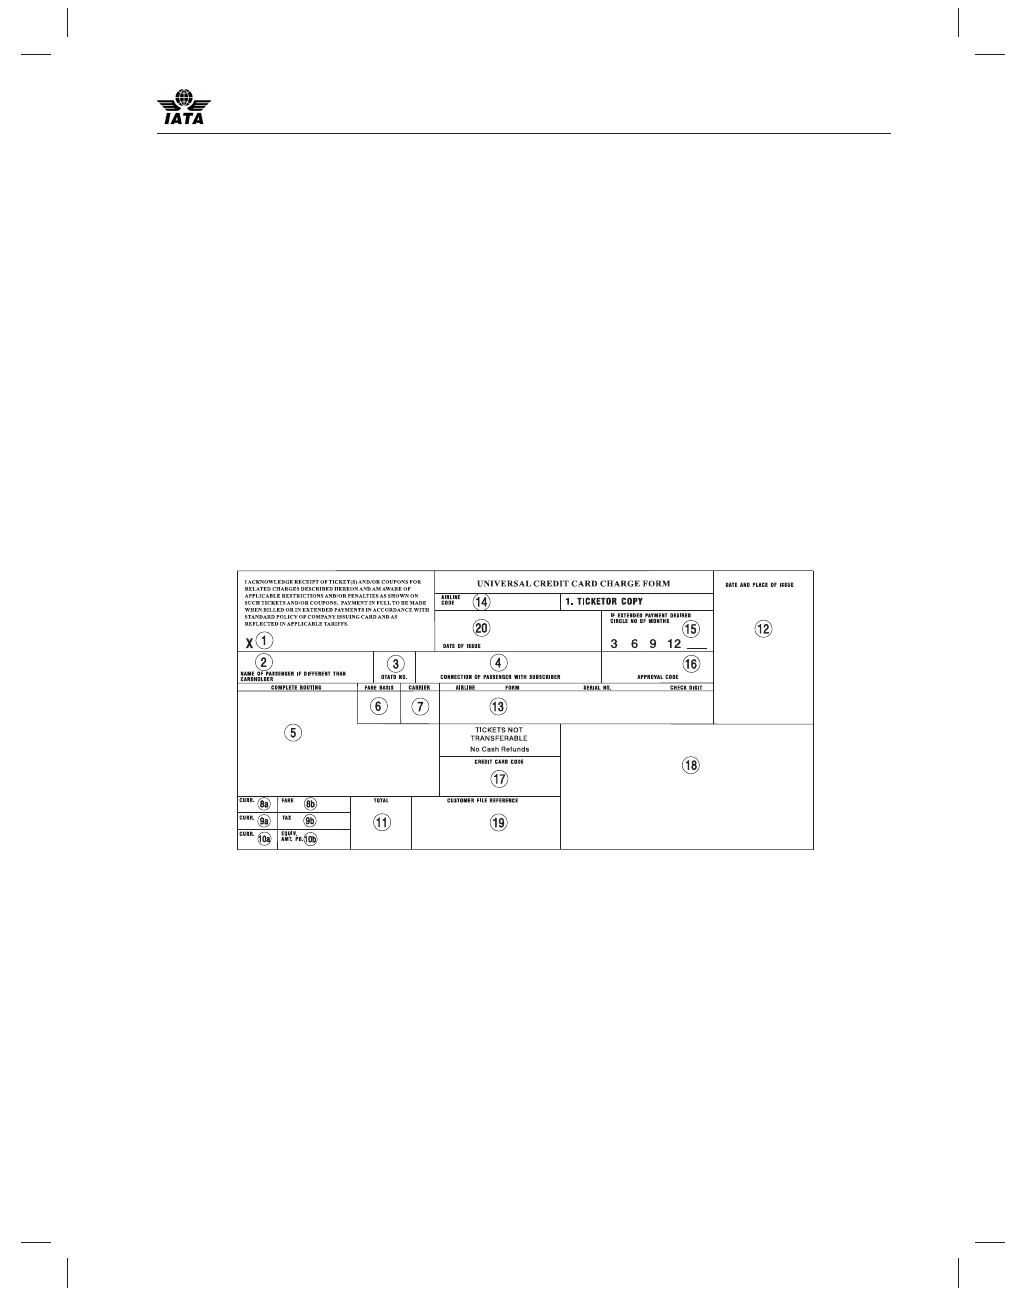 IATA
I ACKNOWLEDGE RECEIPT OF TICKET(S) AND/OR COUPONS FOR
RELATED CHARGES DESCRIBED HEREON AND AM AWARE OF
APPLICABLE RESTRICTIONS AND/OR PENALTIES AS SHOWN ON
SUCH TICKETS AND/OR COUPONS. PAYMENT IN FULL TO BE MADE
WHEN BILLED OR IN EXTENDED PAYMENTS IN ACCORDANCE WITH
STANDARD POLICY OF COMPANY ISSUING CARD AND AS
REFLECTED IN APPLICABLE TARIFFS.
X 1
UNIVERSAL CREDIT CARD CHARGE FORM
AIRLINE
CODE 14
1. TICKETOR COPY
20
DATE OF ISSUE
IF EXTENDED PAYMENT DESIRED
CIRCLE NO OF MONTHS
15
3 6 9 12 ___
DATE AND PLACE OF ISSUE
12
2
NAME OF PASSENGER IF DIFFERENT THAN
CARDHOLDER
3
DTATD NO.
4
CONNECTION OF PASSENGER WITH SUBSCRIBER
16
APPROVAL CODE
COMPLETE ROUTING
5
FARE BASIS
6
CARRIER
7
AIRLINE FORM SERIAL NO. CHECK DIGIT
13
TICKETS NOT
TRANSFERABLE
No Cash Refunds
CREDIT CARD CODE
17
18
CURR. 8a FARE 8b
CURR. 9a TAX 9b
CURR. 10a EQUIV.
AMT. PD. 10b
TOTAL
11
CUSTOMER FILE REFERENCE
19